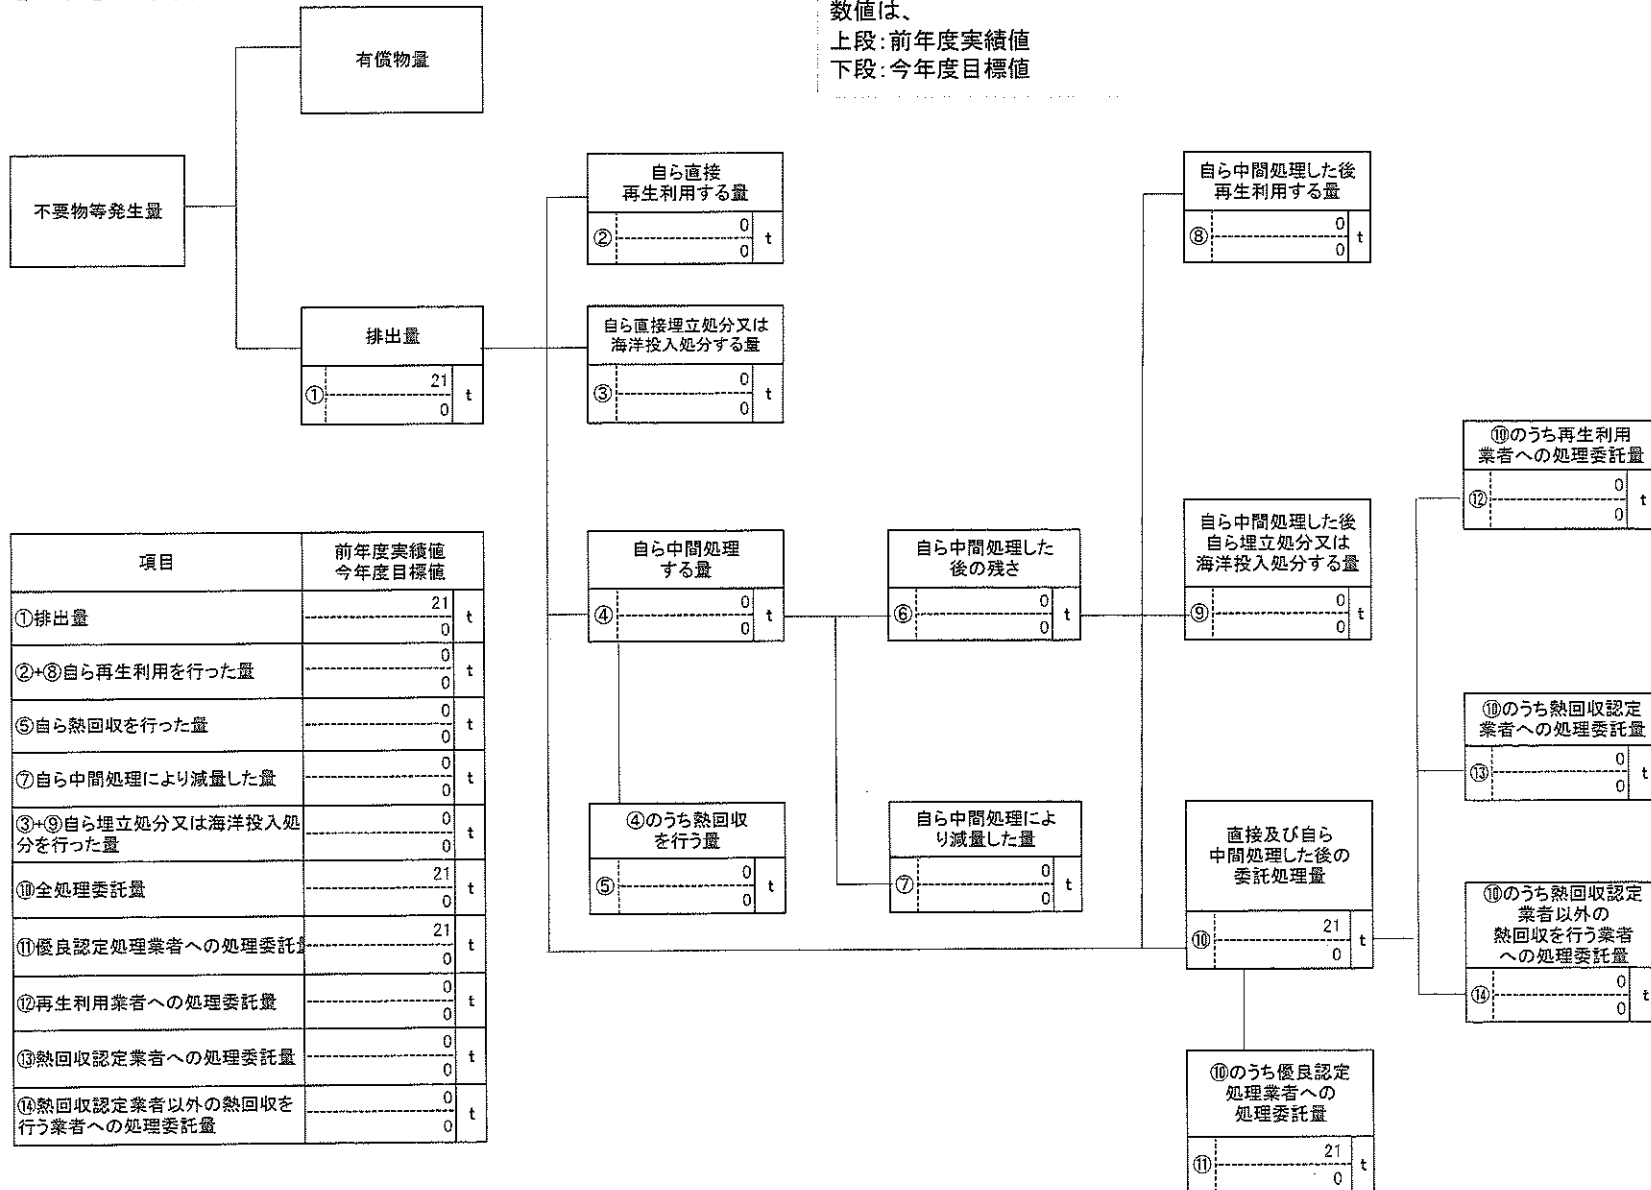 数値は、
上段:前年度実績値
下段:今年度目標値
有償物量
不要物等発生量
排出量
① 21 t
0
自ら直接
再生利用する量
② 0 t
0
自ら直接埋立処分又は
海洋投入処分する量
③ 0 t
0
自ら中間処理
する量
④ 0 t
0
④のうち熱回収
を行う量
⑤ 0 t
0
自ら中間処理した
後の残さ
⑥ 0 t
0
自ら中間処理によ
り減量した量
⑦ 0 t
0
自ら中間処理した後
再生利用する量
⑧ 0 t
0
自ら中間処理した後
自ら埋立処分又は
海洋投入処分する量
⑨ 0 t
0
直接及び自ら
中間処理した後の
委託処理量
⑩ 21 t
0
⑩のうち優良認定
処理業者への
処理委託量
⑪ 21 t
0
⑩のうち再生利用
業者への処理委託量
⑫ 0 t
0
⑩のうち熱回収認定
業者への処理委託量
⑬ 0 t
0
⑩のうち熱回収認定
業者以外の
熱回収を行う業者
への処理委託量
⑭ 0 t
0
項目 前年度実績値
今年度目標値
①排出量 21 t
0
②+⑧自ら再生利用を行った量 0 t
0
⑤自ら熱回収を行った量 0 t
0
⑦自ら中間処理により減量した量 0 t
0
③+⑨自ら埋立処分又は海洋投入処 0 t
分を行った量 0
⑩全処理委託量 21 t
0
⑪優良認定処理業者への処理委託 21 t
0
⑫再生利用業者への処理委託量 0 t
0
⑬熱回収認定業者への処理委託量 0 t
0
⑭熱回収認定業者以外の熱回収を 0 t
行う業者への処理委託量 0